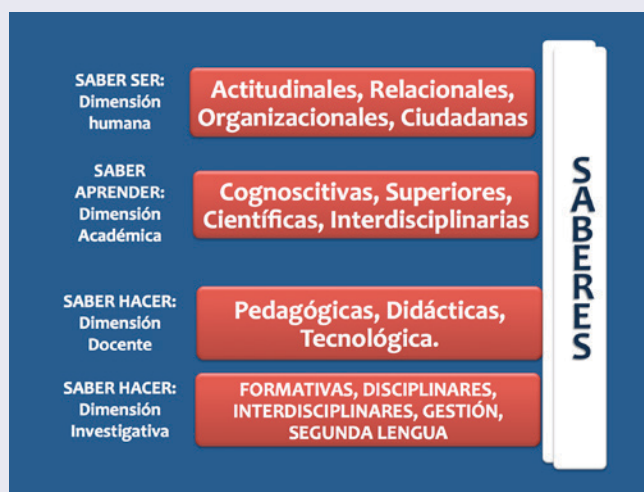 SABER SER:
Dimensión
humana
Actitudinales, Relacionales,
Organizacionales, Ciudadanas
SABER
APRENDER:
Dimensión
Académica
Cognoscitivas, Superiores,
Científicas, Interdisciplinarias
SABER HACER:
Dimensión
Docente
Pedagógicas, Didácticas,
Tecnológica.
SABER HACER:
Dimensión
Investigativa
FORMATIVAS, DISCIPLINARES,
INTERDISCIPLINARES, GESTIÓN,
SEGUNDA LENGUA
SABERES